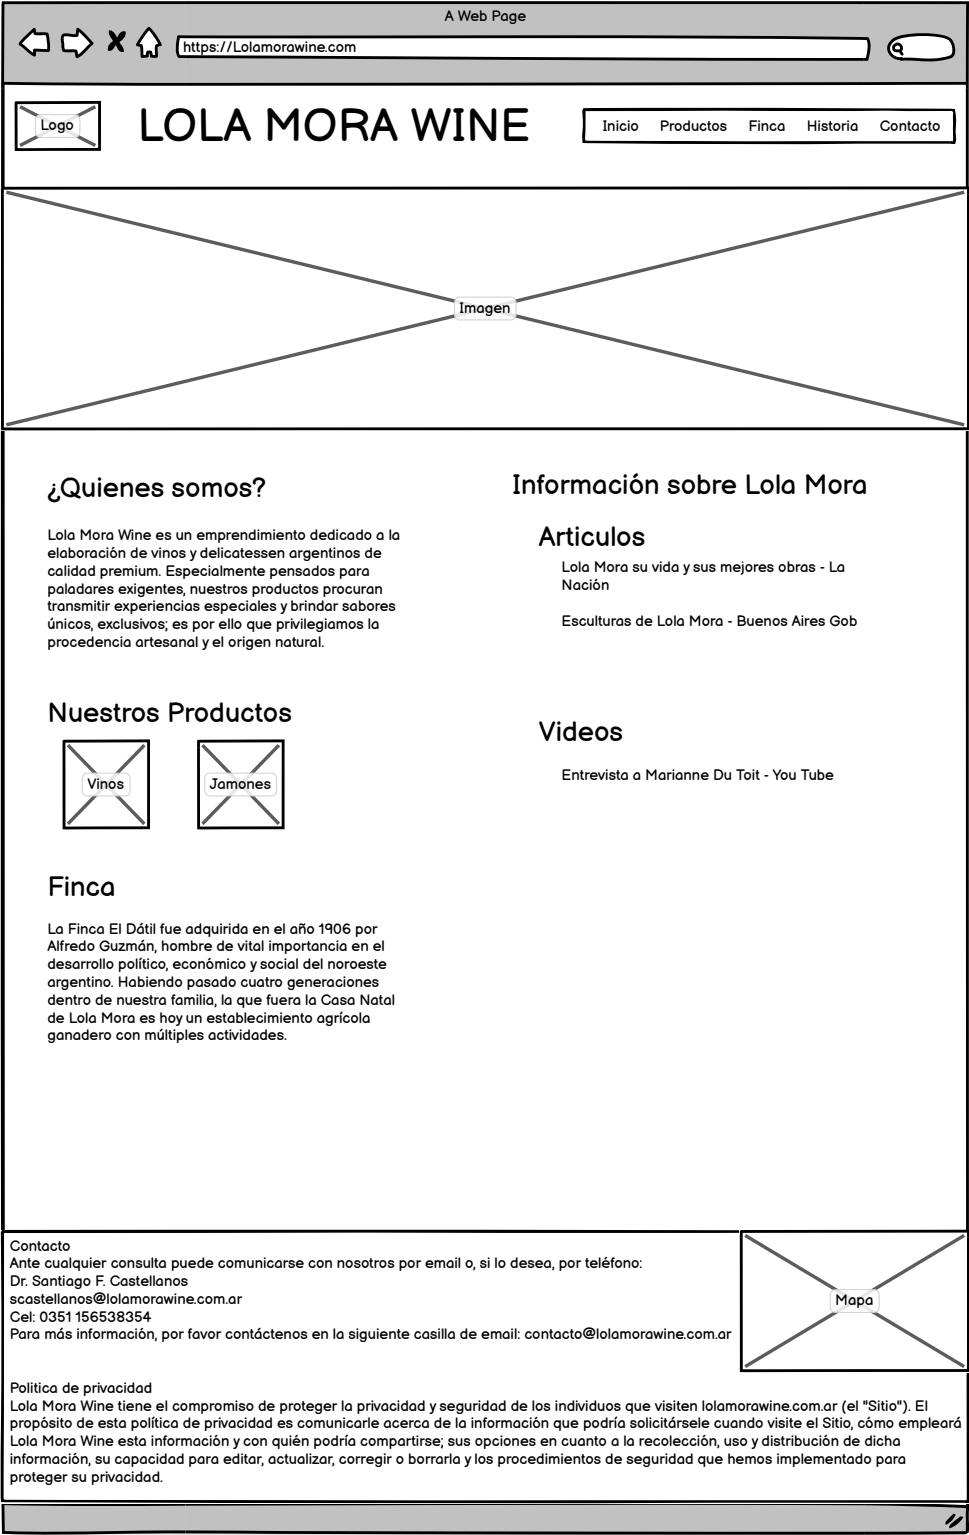 A Web Page
https://Lolamorawine.com
Logo
LOLA MORA WINE
Inicio Productos Finca Historia Contacto
Imagen
¿Quienes somos?
Lola Mora Wine es un emprendimiento dedicado a la
elaboración de vinos y delicatessen argentinos de
calidad premium. Especialmente pensados para
paladares exigentes, nuestros productos procuran
transmitir experiencias especiales y brindar sabores
únicos, exclusivos; es por ello que privilegiamos la
procedencia artesanal y el origen natural.
Nuestros Productos
Vinos
Jamones
Finca
La Finca El Dátil fue adquirida en el año 1906 por
Alfredo Guzmán, hombre de vital importancia en el
desarrollo político, económico y social del noroeste
argentino. Habiendo pasado cuatro generaciones
dentro de nuestra familia, la que fuera la Casa Natal
de Lola Mora es hoy un establecimiento agrícola
ganadero con múltiples actividades.
Información sobre Lola Mora
Articulos
Lola Mora su vida y sus mejores obras - La
Nación
Esculturas de Lola Mora - Buenos Aires Gob
Videos
Entrevista a Marianne Du Toit - You Tube
Contacto
Ante cualquier consulta puede comunicarse con nosotros por email o, si lo desea, por teléfono:
Dr. Santiago F. Castellanos
scastellanos@lolamorawine.com.ar
Cel: 0351 156538354
Para más información, por favor contáctenos en la siguiente casilla de email: contacto@lolamorawine.com.ar
Mapa
Politica de privacidad
Lola Mora Wine tiene el compromiso de proteger la privacidad y seguridad de los individuos que visiten lolamorawine.com.ar (el "Sitio"). El
propósito de esta política de privacidad es comunicarle acerca de la información que podría solicitársele cuando visite el Sitio, cómo empleará
Lola Mora Wine esta información y con quién podría compartirse; sus opciones en cuanto a la recolección, uso y distribución de dicha
información, su capacidad para editar, actualizar, corregir o borrarla y los procedimientos de seguridad que hemos implementado para
proteger su privacidad.